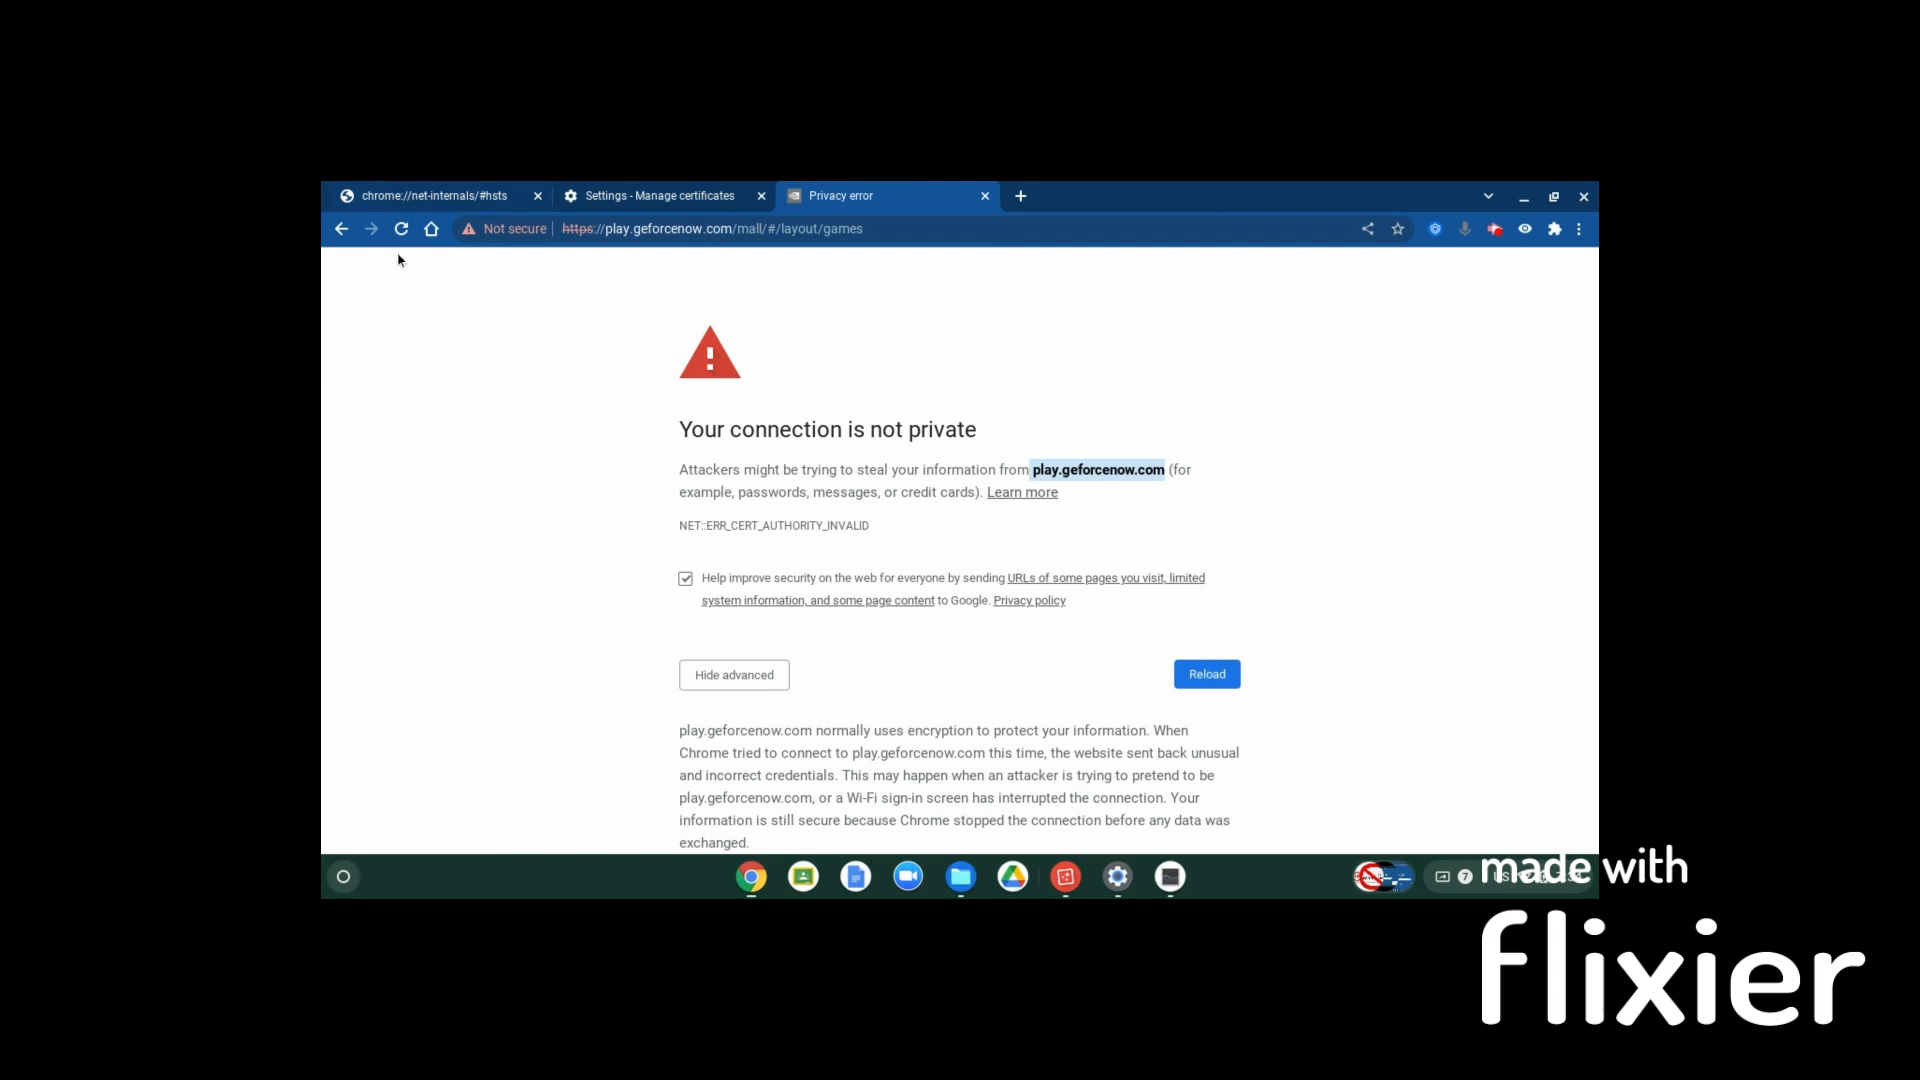 chrome://net-internals/#hsts
Settings - Manage certificates
Privacy error
Not secure
https://play.geforcenow.com/mall/#/layout/games
Your connection is not private
Attackers might be trying to steal your information from play.geforcenow.com (for
example, passwords, messages, or credit cards). Learn more
NET::ERR_CERT_AUTHORITY_INVALID
Help improve security on the web for everyone by sending URLs of some pages you visit, limited
system information, and some page content to Google. Privacy policy
Hide advanced
Reload
play.geforcenow.com normally uses encryption to protect your information. When
Chrome tried to connect to play.geforcenow.com this time, the website sent back unusual
and incorrect credentials. This may happen when an attacker is trying to pretend to be
play.geforcenow.com, or a Wi-Fi sign-in screen has interrupted the connection. Your
information is still secure because Chrome stopped the connection before any data was
exchanged.
7
made with
flixier